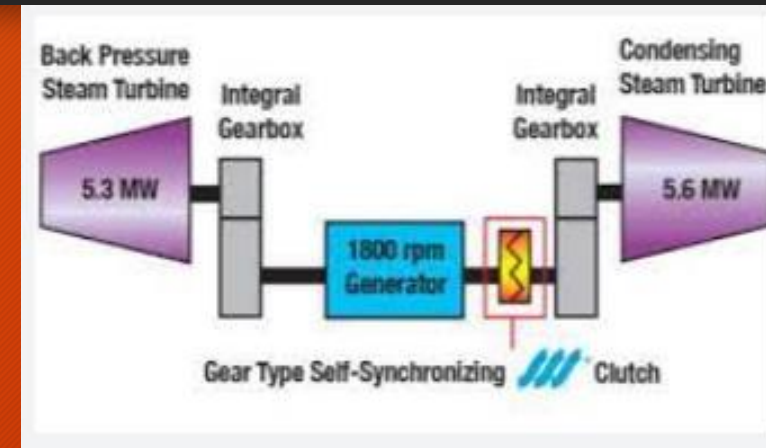 Back Pressure
Steam Turbine
Integral
Gearbox
Integral
Gearbox
Condensing
Steam Turbine
5.3 MW
5.6 MW
1800 rpm
Generator
Gear Type Self-Synchronizing SSS™ Clutch